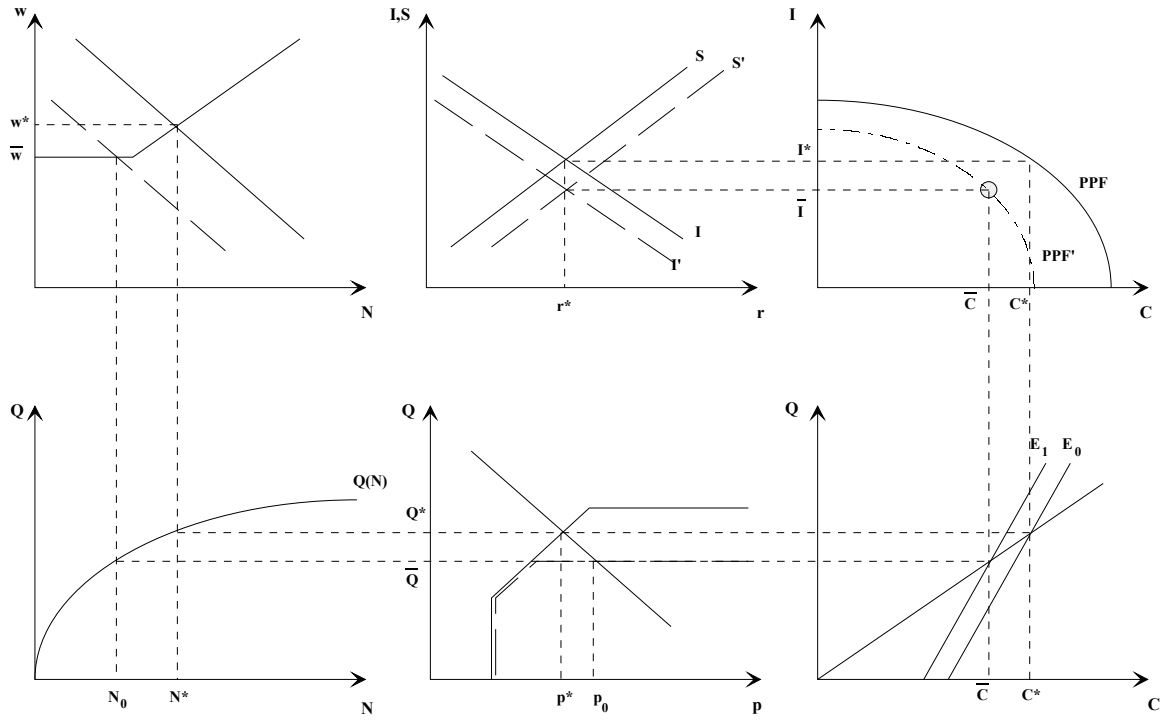 w
w*
w̅
N
I,S
S
S'
I
I'
r*
r
I
I*
I̅
PPF
PPF'
C̅
C*
C
Q
Q(N)
N₀
N*
N
Q
Q*
Q̅
p*
p₀
p
Q
E₁
E₀
C̅
C*
C